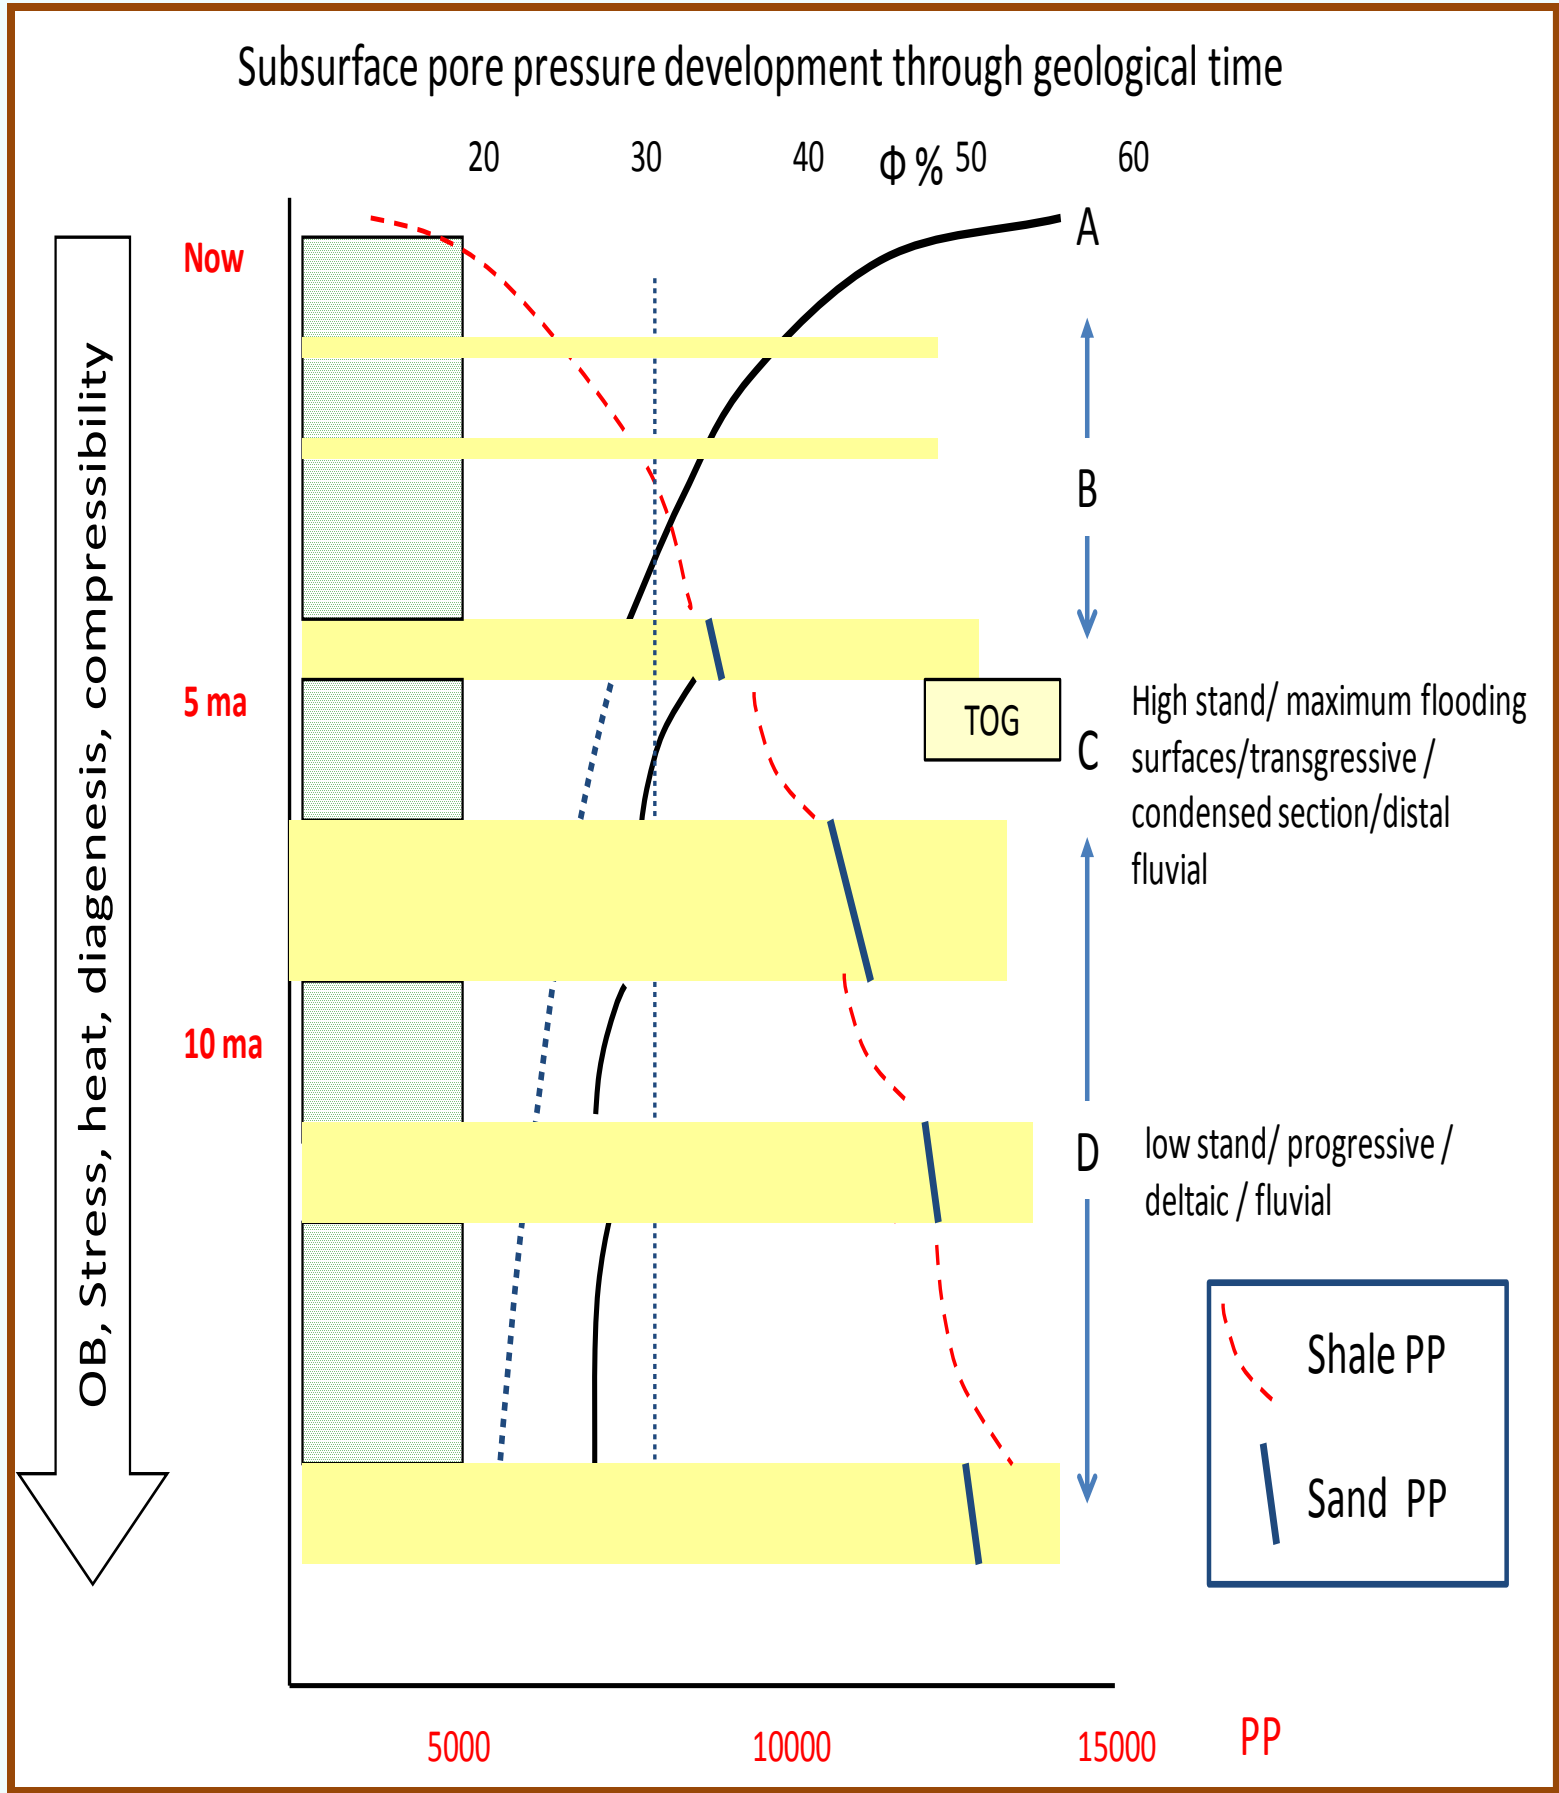 Subsurface pore pressure development through geological time
20 30 40 Φ % 50 60
A
Now
OB, Stress, heat, diagenesis, compressibility
B
5 ma
TOG
C
High stand/ maximum flooding
surfaces/transgressive /
condensed section/distal
fluvial
10 ma
D
low stand/ progressive /
deltaic / fluvial
Shale PP
Sand PP
5000 10000 15000 PP